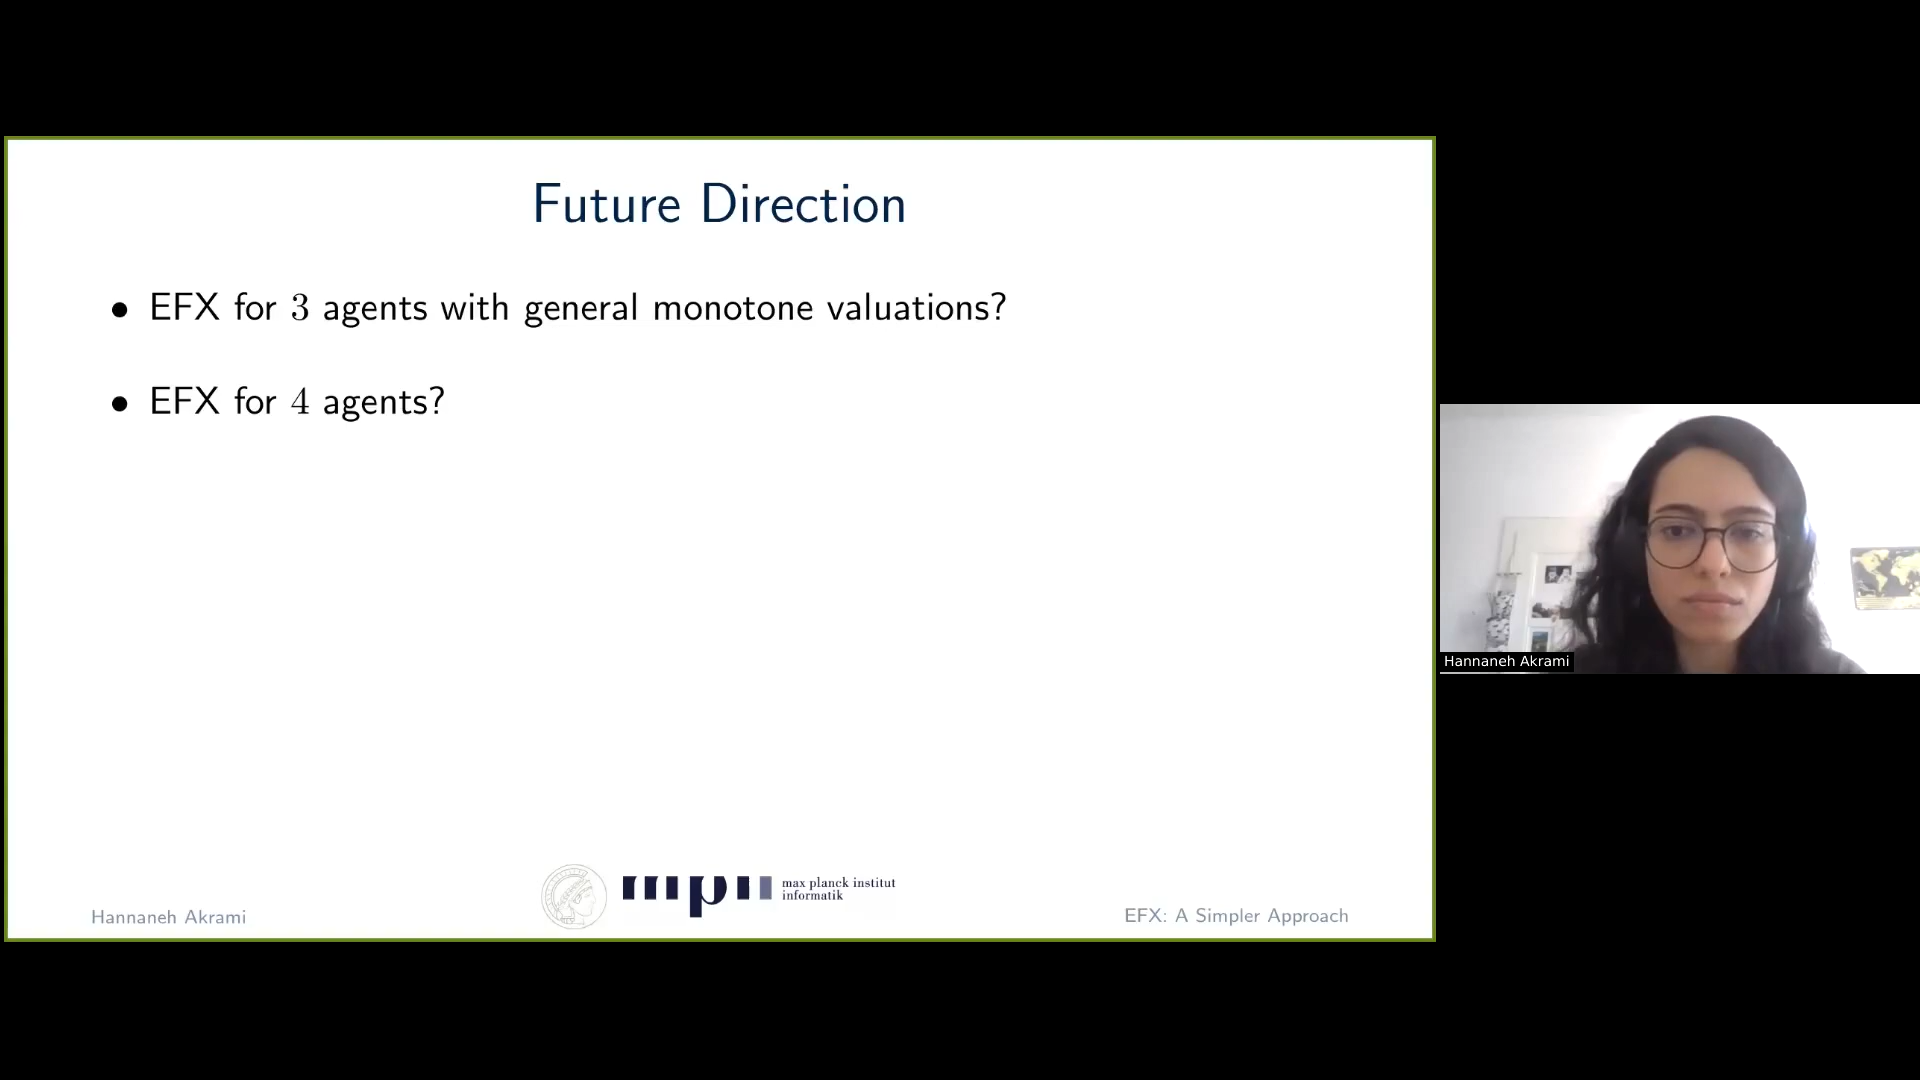 Future Direction
• EFX for 3 agents with general monotone valuations?
• EFX for 4 agents?
max planck institut
informatik
Hannaneh Akrami
EFX: A Simpler Approach
Hannaneh Akrami